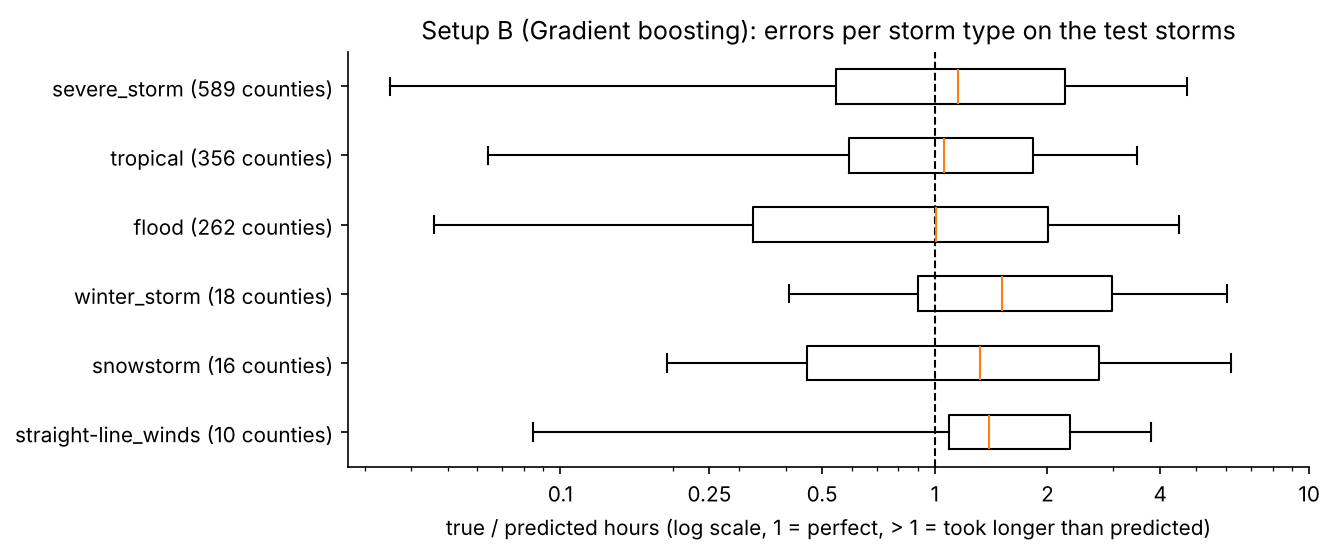 Setup B (Gradient boosting): errors per storm type on the test storms
severe_storm (589 counties)
tropical (356 counties)
flood (262 counties)
winter_storm (18 counties)
snowstorm (16 counties)
straight-line_winds (10 counties)
0.1 0.25 0.5 1 2 4 10
true / predicted hours (log scale, 1 = perfect, > 1 = took longer than predicted)